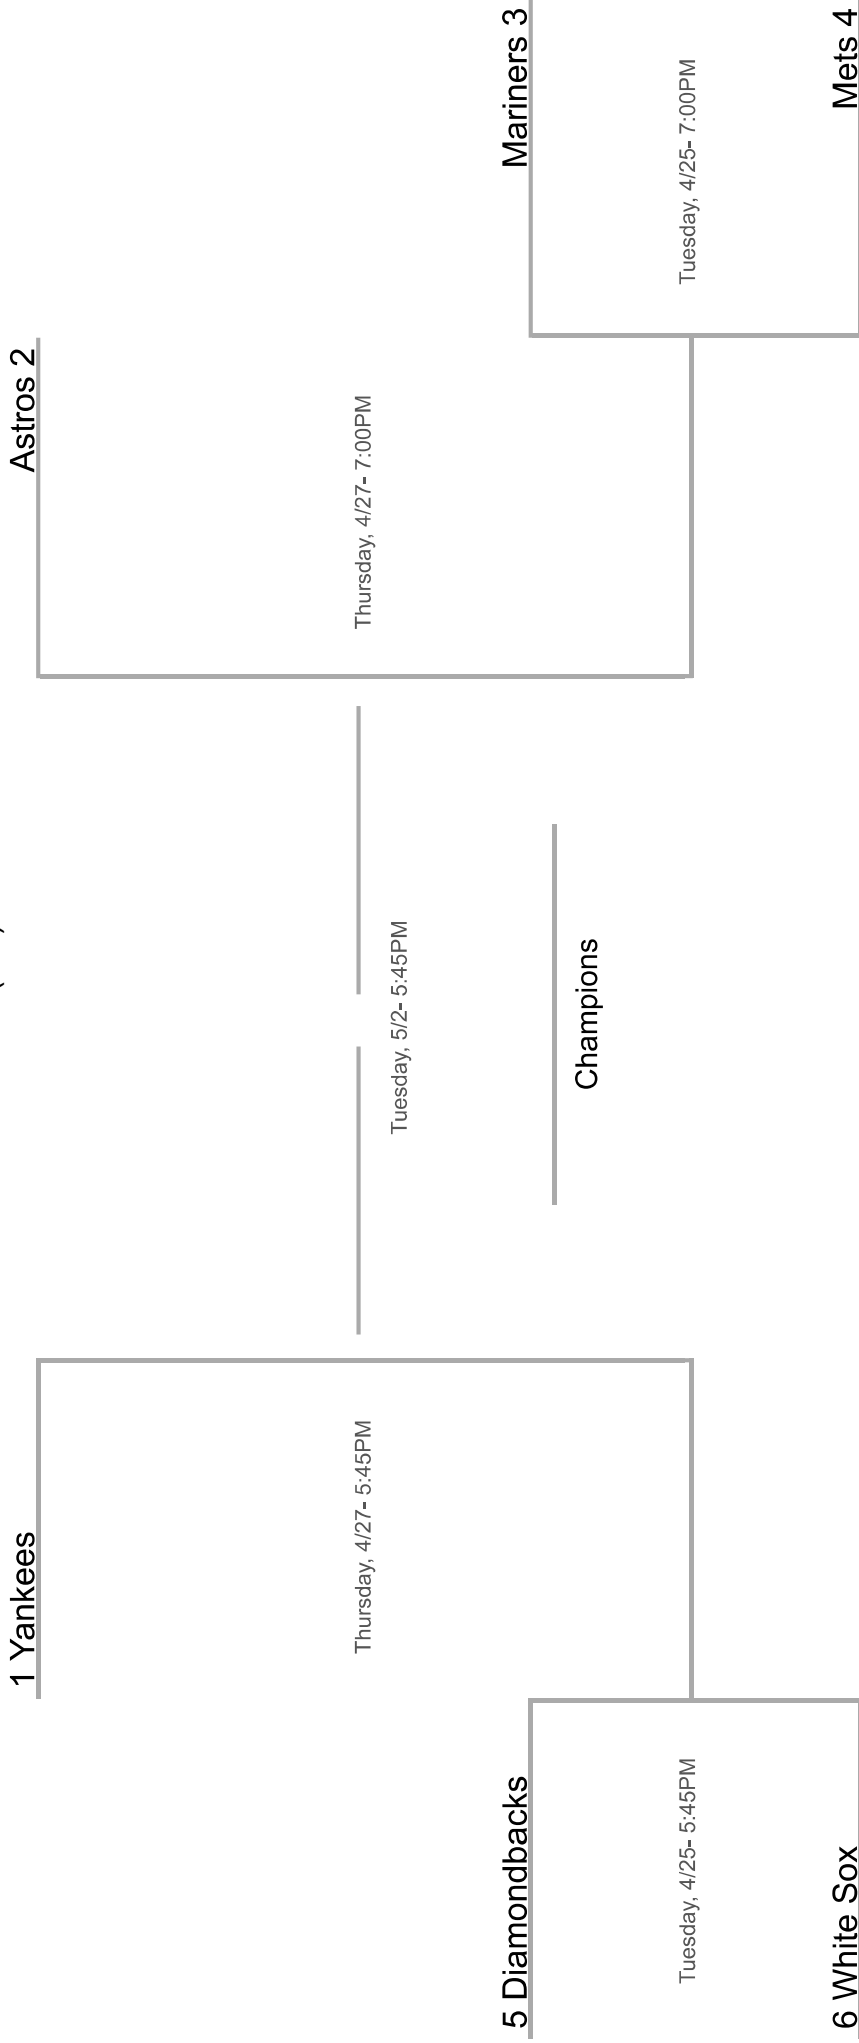 1 Yankees
Astros 2
Thursday, 4/27- 5:45PM
Thursday, 4/27- 7:00PM
Tuesday, 5/2- 5:45PM
5 Diamondbacks
Mariners 3
Champions
Tuesday, 4/25- 5:45PM
Tuesday, 4/25- 7:00PM
6 White Sox
Mets 4